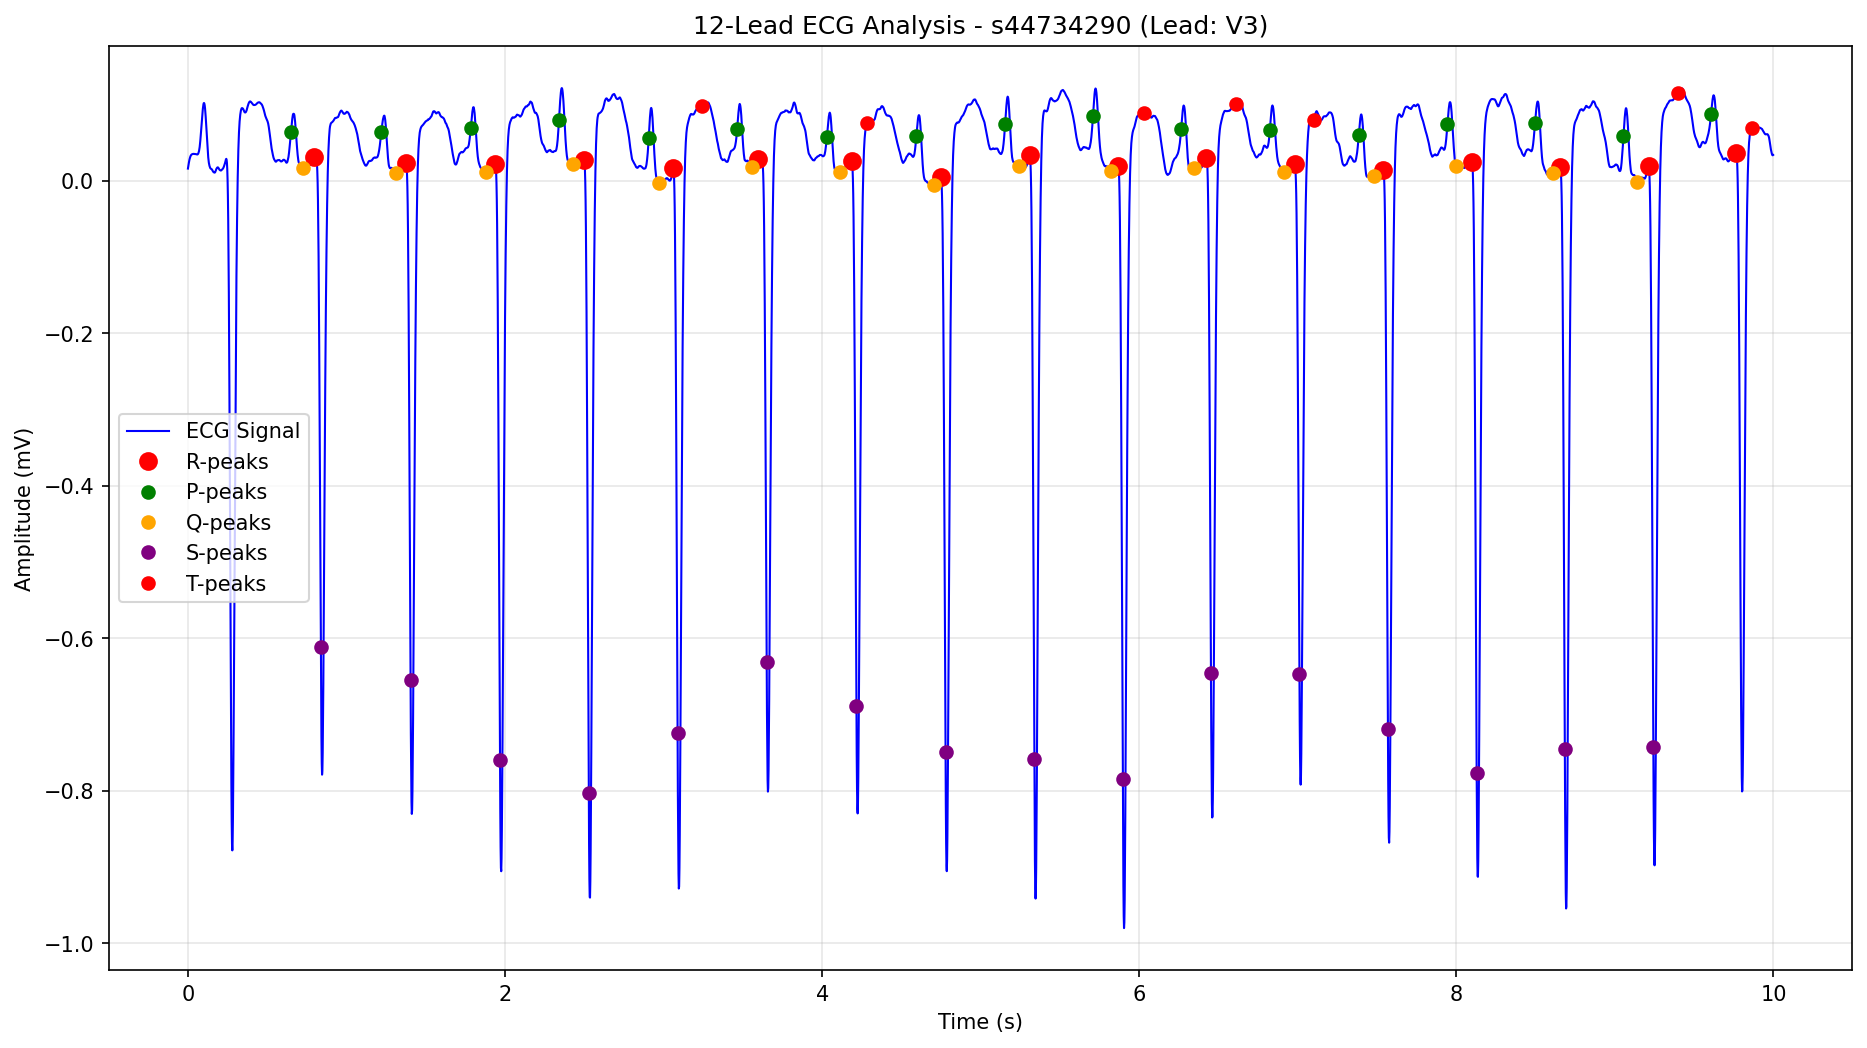 12-Lead ECG Analysis - s44734290 (Lead: V3)
Amplitude (mV)
0.0
−0.2
−0.4
−0.6
−0.8
−1.0
ECG Signal
R-peaks
P-peaks
Q-peaks
S-peaks
T-peaks
0 2 4 6 8 10
Time (s)